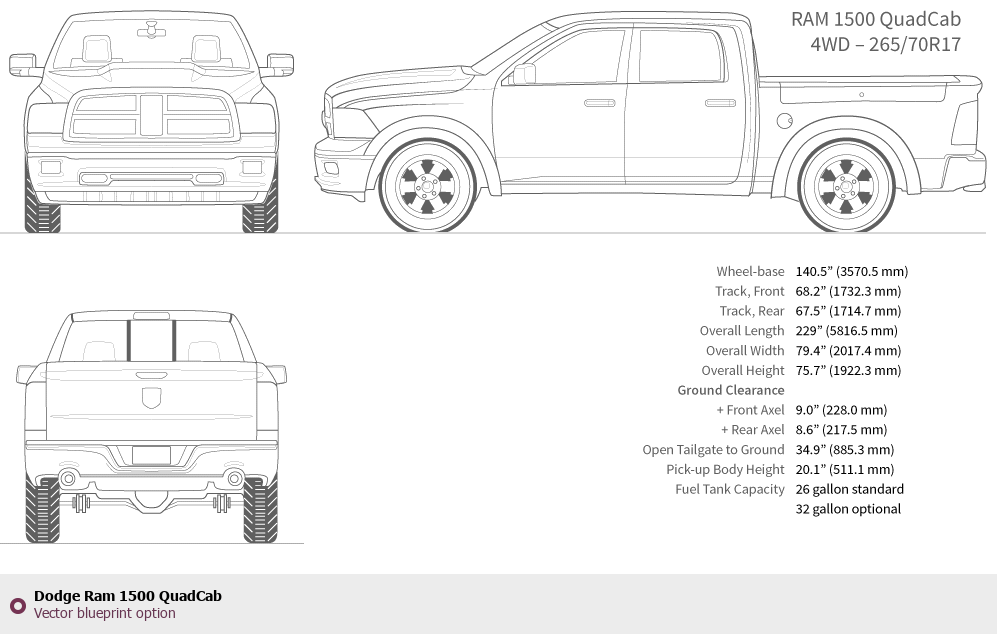 RAM 1500 QuadCab
4WD – 265/70R17
Wheel-base 140.5” (3570.5 mm)
Track, Front 68.2” (1732.3 mm)
Track, Rear 67.5” (1714.7 mm)
Overall Length 229” (5816.5 mm)
Overall Width 79.4” (2017.4 mm)
Overall Height 75.7” (1922.3 mm)
Ground Clearance
+ Front Axel 9.0” (228.0 mm)
+ Rear Axel 8.6” (217.5 mm)
Open Tailgate to Ground 34.9” (885.3 mm)
Pick-up Body Height 20.1” (511.1 mm)
Fuel Tank Capacity 26 gallon standard
32 gallon optional
Dodge Ram 1500 QuadCab
Vector blueprint option